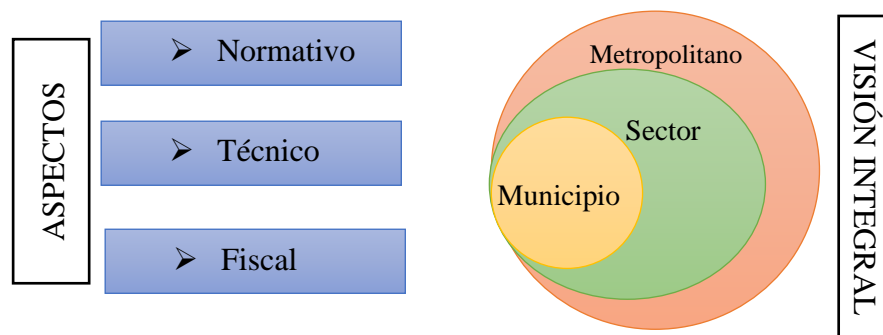 ASPECTOS
➢ Normativo
➢ Técnico
➢ Fiscal
Metropolitano
Sector
Municipio
VISIÓN INTEGRAL